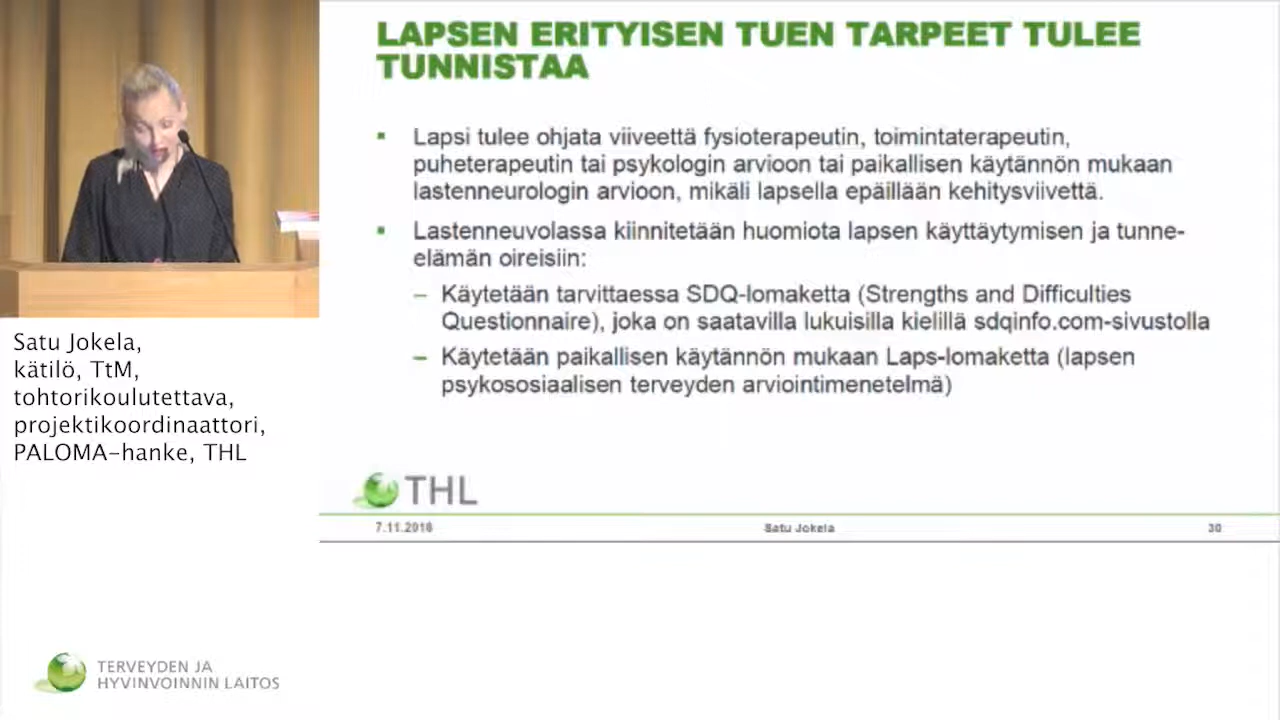 LAPSEN ERITYISEN TUEN TARPEET TULEE
TUNNISTAA
Lapsi tulee ohjata viiveettä fysioterapeutin, toimintaterapeutin,
puheterapeutin tai psykologin arvioon tai paikallisen käytännön mukaan
lastenneurologin arvioon, mikäli lapsella epäillään kehitysviivettä.
Lastenneuvolassa kiinnitetään huomiota lapsen käyttäytymisen ja tunne-
elämän oireisiin:
– Käytetään tarvittaessa SDQ-lomaketta (Strengths and Difficulties
Questionnaire), joka on saatavilla lukuisilla kielillä sdqinfo.com-sivustolla
– Käytetään paikallisen käytännön mukaan Laps-lomaketta (lapsen
psykososiaalisen terveyden arviointimenetelmä)
THL
7.11.2016 Satu Jokela 30
Satu Jokela,
kätilö, TtM,
tohtorikoulutettava,
projektikoordinaattori,
PALOMA-hanke, THL
TERVEYDEN JA
HYVINVOINNIN LAITOS